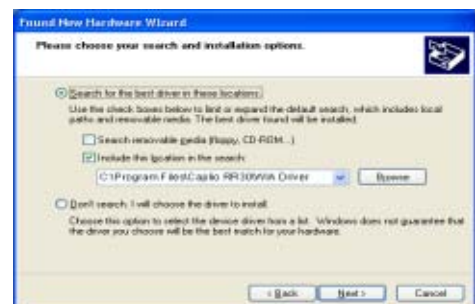 Found New Hardware Wizard
Please choose your search and installation options.
Search for the best driver in these locations.
Use the check boxes below to limit or expand the default search, which includes local
paths and removable media. The best driver found will be installed.
Search removable media (floppy, CD-ROM...)
Include this location in the search:
C:\Program Files\Caplio RR30\WIA Driver
Browse
Don't search. I will choose the driver to install.
Choose this option to select the device driver from a list. Windows does not guarantee that
the driver you choose will be the best match for your hardware.
< Back
Next >
Cancel